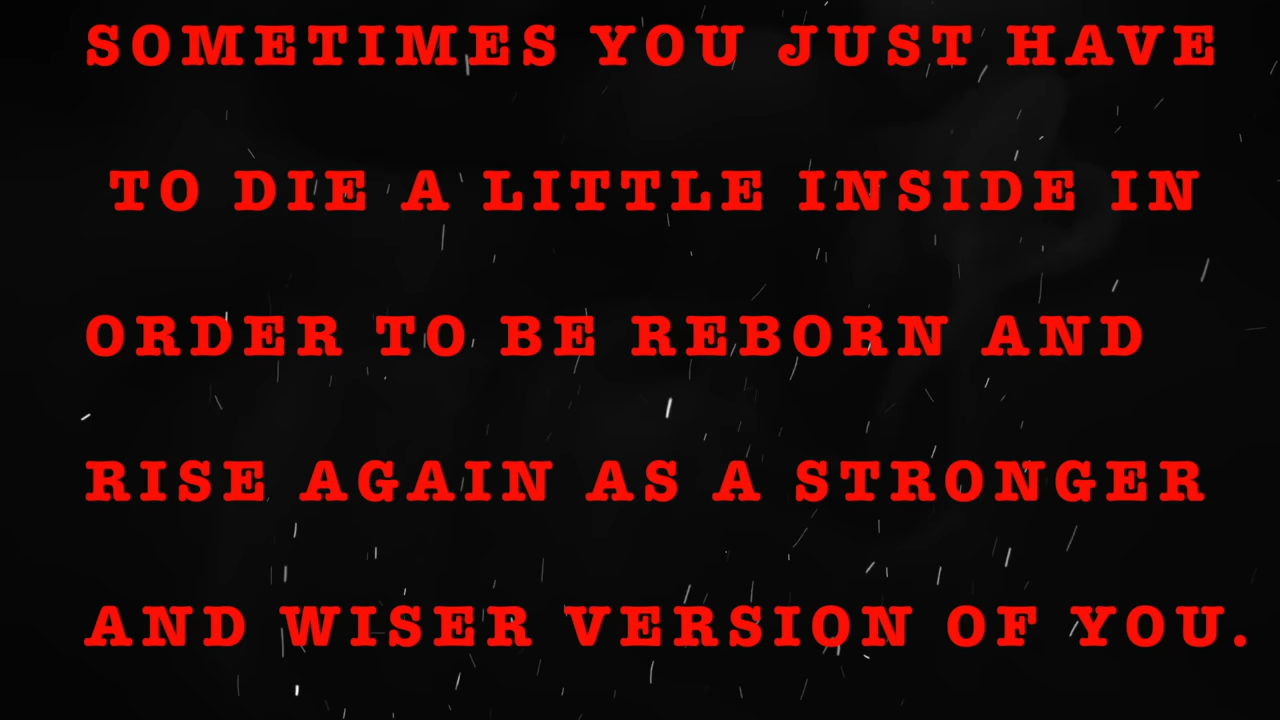 SOMETIMES YOU JUST HAVE
TO DIE A LITTLE INSIDE IN
ORDER TO BE REBORN AND
RISE AGAIN AS A STRONGER
AND WISER VERSION OF YOU.